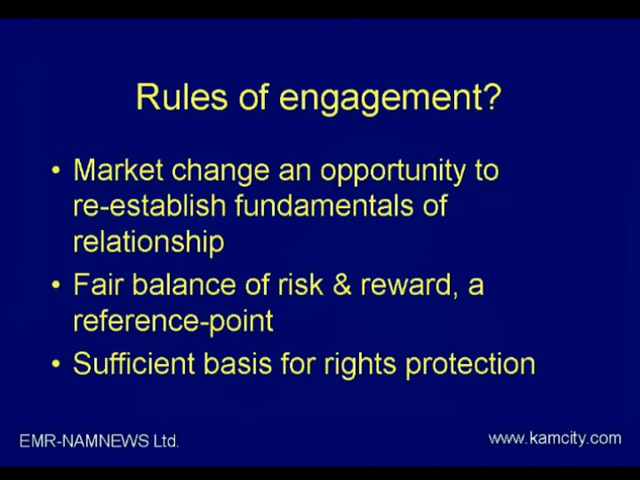 Rules of engagement?
• Market change an opportunity to
re-establish fundamentals of
relationship
• Fair balance of risk & reward, a
reference-point
• Sufficient basis for rights protection
EMR-NAMNEWS Ltd.
www.kamcity.com